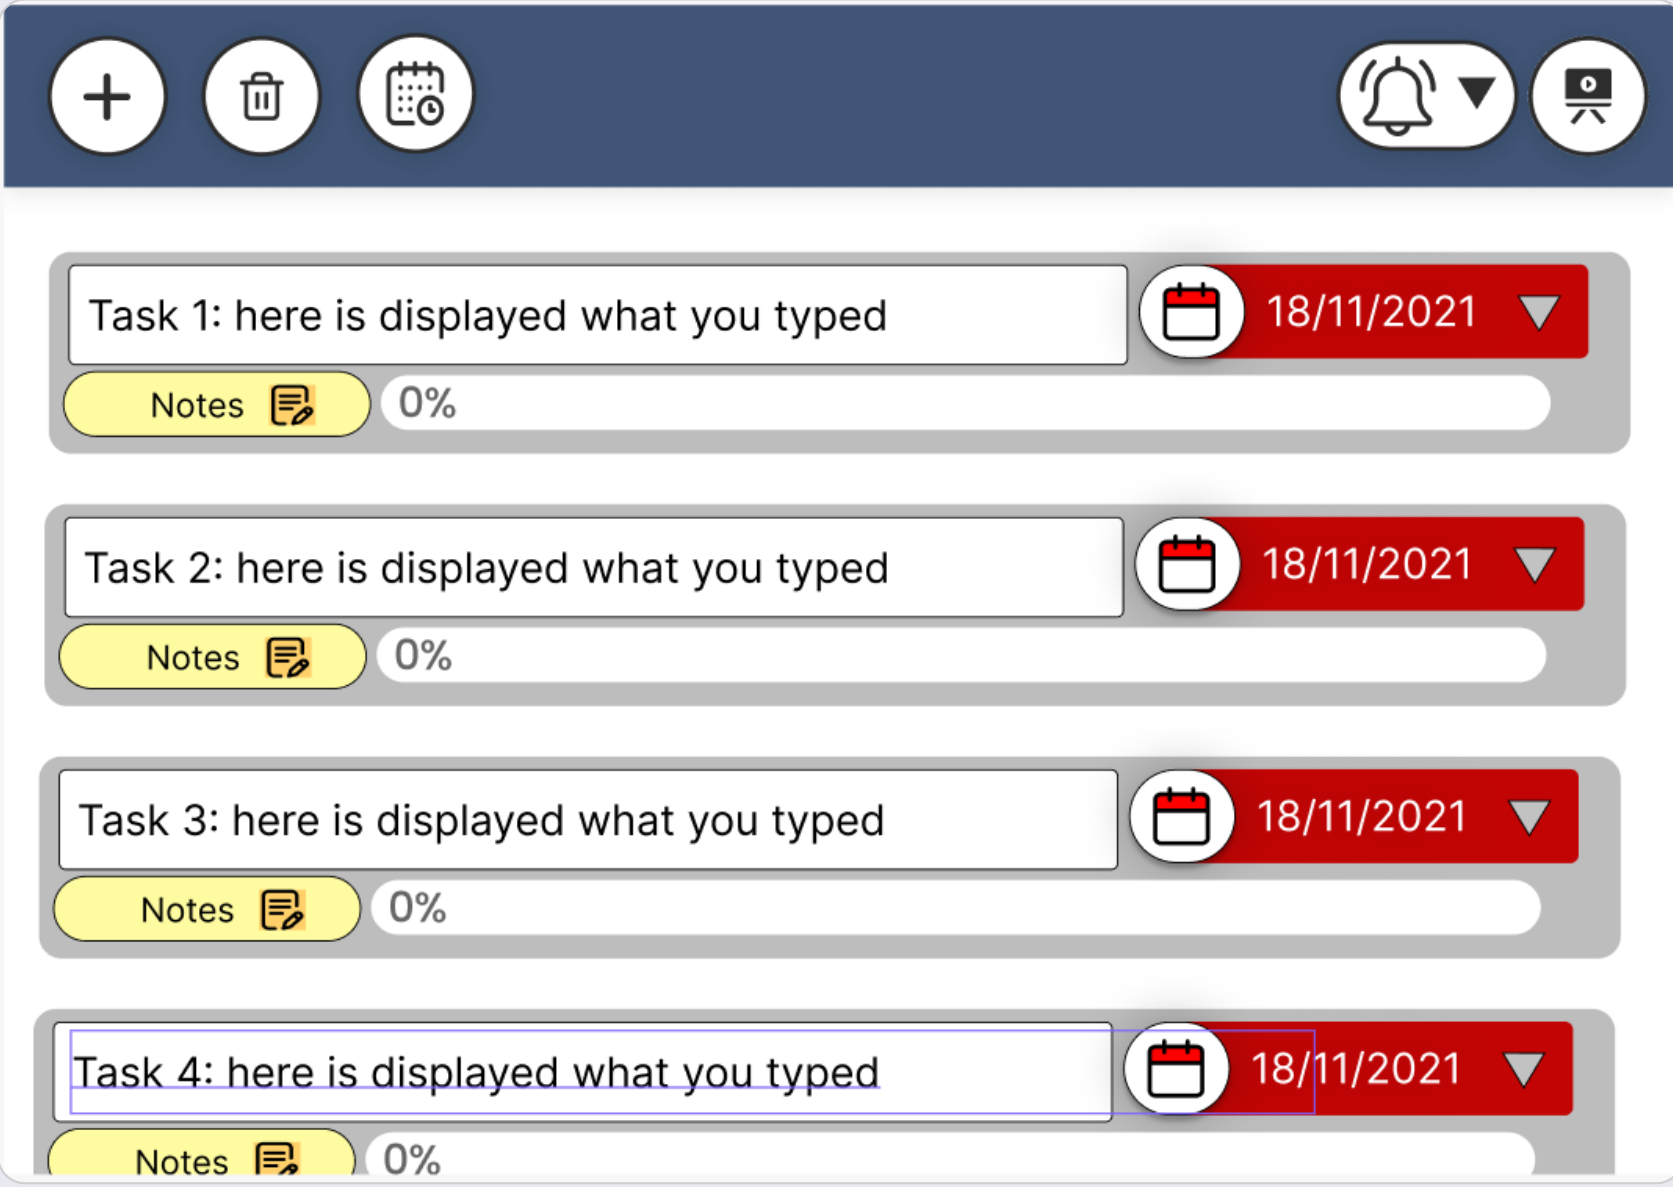 Task 1: here is displayed what you typed
18/11/2021
Notes
0%
Task 2: here is displayed what you typed
18/11/2021
Notes
0%
Task 3: here is displayed what you typed
18/11/2021
Notes
0%
Task 4: here is displayed what you typed
18/11/2021
Notes
0%